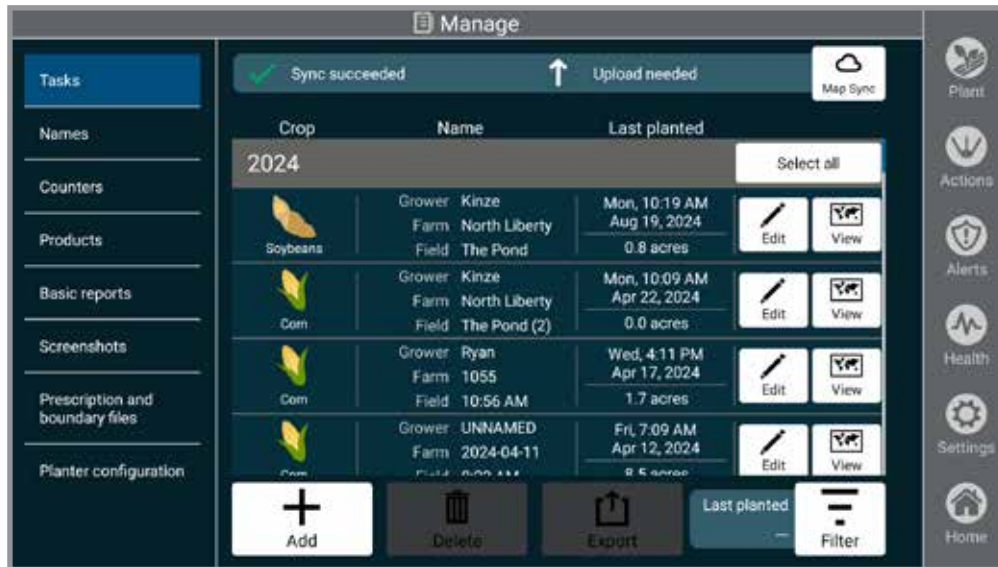 Manage
Tasks
Names
Counters
Products
Basic reports
Screenshots
Prescription and
boundary files
Planter configuration
Sync succeeded
Upload needed
Map Sync
Crop Name Last planted
2024 Select all
Soybeans
Grower Kinze
Farm North Liberty
Field The Pond
Mon, 10:19 AM
Aug 19, 2024
0.8 acres
Edit
View
Corn
Grower Kinze
Farm North Liberty
Field The Pond (2)
Mon, 10:09 AM
Apr 22, 2024
0.0 acres
Edit
View
Corn
Grower Ryan
Farm 1055
Field 10:56 AM
Wed, 4:11 PM
Apr 17, 2024
1.7 acres
Edit
View
Corn
Grower UNNAMED
Farm 2024-04-11
Field
Fri, 7:09 AM
Apr 12, 2024
8.5 acres
Edit
View
Add
Delete
Export
Last planted
--
Filter
Plant
Actions
Alerts
Health
Settings
Home